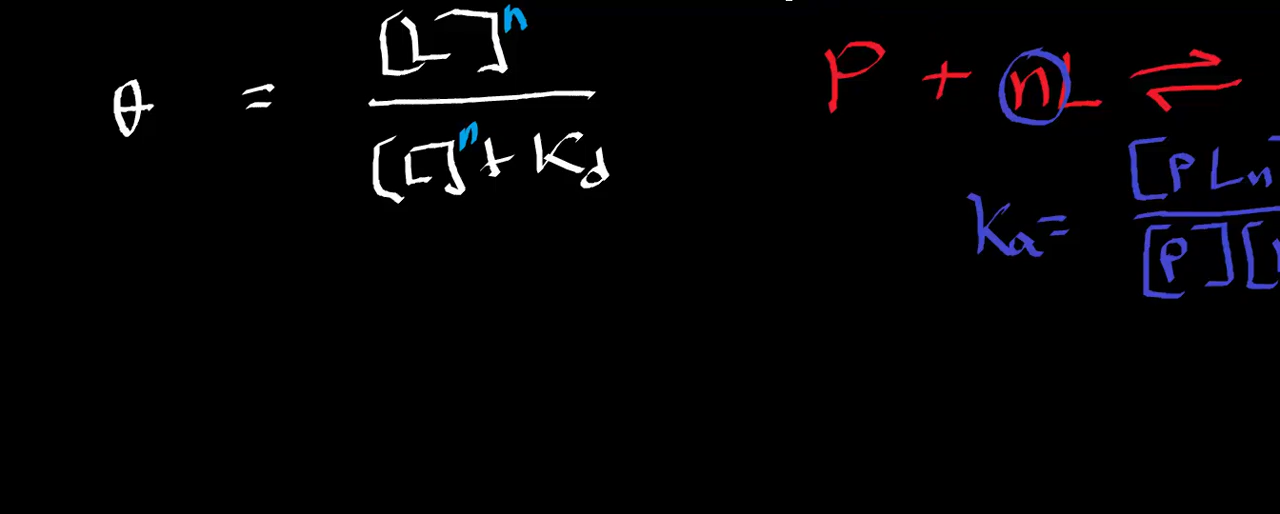 θ = [L]ⁿ / [L]ⁿ + Kd
P + nL ⇌
Ka = [PLn] / [P][